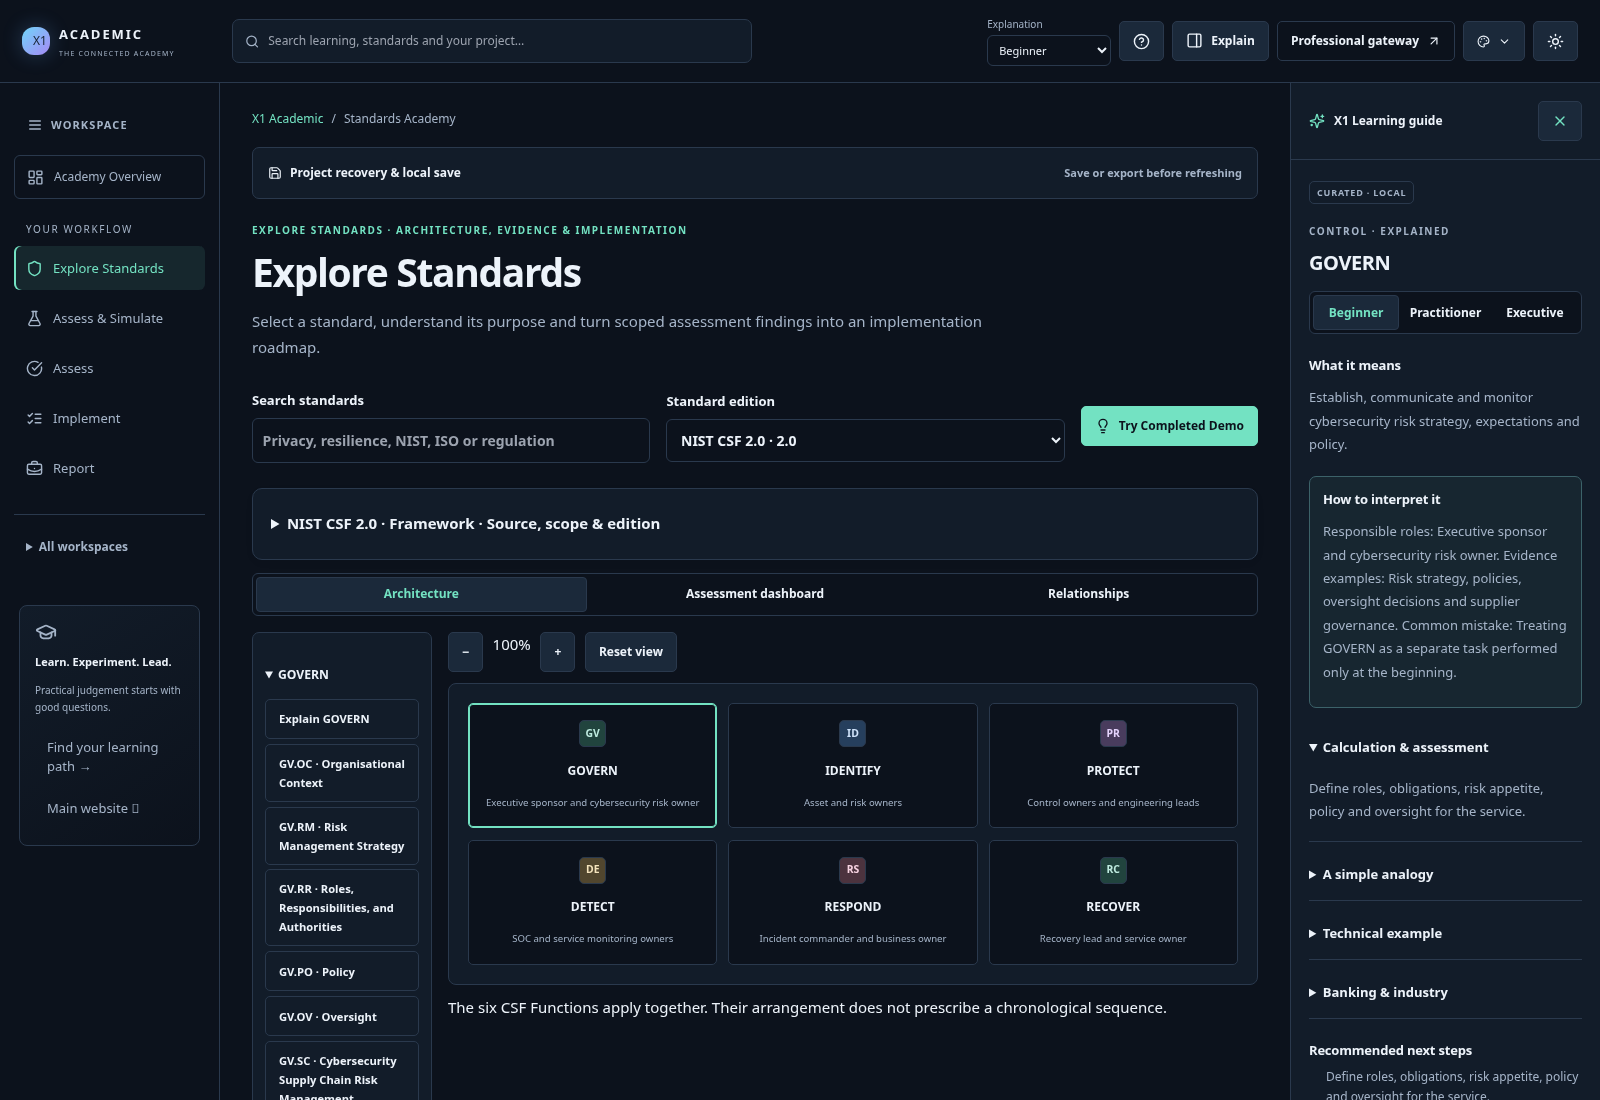 X1
ACADEMIC
THE CONNECTED ACADEMY
Search learning, standards and your project...
Explanation
Beginner
Explain
Professional gateway
WORKSPACE
Academy Overview
YOUR WORKFLOW
Explore Standards
Assess & Simulate
Assess
Implement
Report
All workspaces
Learn. Experiment. Lead.
Practical judgement starts with
good questions.
Find your learning
path →
Main website
X1 Academic / Standards Academy
Project recovery & local save
Save or export before refreshing
EXPLORE STANDARDS · ARCHITECTURE, EVIDENCE & IMPLEMENTATION
Explore Standards
Select a standard, understand its purpose and turn scoped assessment findings into an implementation
roadmap.
Search standards
Privacy, resilience, NIST, ISO or regulation
Standard edition
NIST CSF 2.0 · 2.0
Try Completed Demo
NIST CSF 2.0 · Framework · Source, scope & edition
Architecture
Assessment dashboard
Relationships
GOVERN
Explain GOVERN
GV.OC · Organisational
Context
GV.RM · Risk
Management Strategy
GV.RR · Roles,
Responsibilities, and
Authorities
GV.PO · Policy
GV.OV · Oversight
GV.SC · Cybersecurity
Supply Chain Risk
Management
−
100%
+
Reset view
GV
GOVERN
Executive sponsor and cybersecurity risk owner
ID
IDENTIFY
Asset and risk owners
PR
PROTECT
Control owners and engineering leads
DE
DETECT
SOC and service monitoring owners
RS
RESPOND
Incident commander and business owner
RC
RECOVER
Recovery lead and service owner
The six CSF Functions apply together. Their arrangement does not prescribe a chronological sequence.
X1 Learning guide
CURATED · LOCAL
CONTROL · EXPLAINED
GOVERN
Beginner
Practitioner
Executive
What it means
Establish, communicate and monitor
cybersecurity risk strategy, expectations and
policy.
How to interpret it
Responsible roles: Executive sponsor
and cybersecurity risk owner. Evidence
examples: Risk strategy, policies,
oversight decisions and supplier
governance. Common mistake: Treating
GOVERN as a separate task performed
only at the beginning.
Calculation & assessment
Define roles, obligations, risk appetite,
policy and oversight for the service.
A simple analogy
Technical example
Banking & industry
Recommended next steps
Define roles, obligations, risk appetite, policy
and oversight for the service.